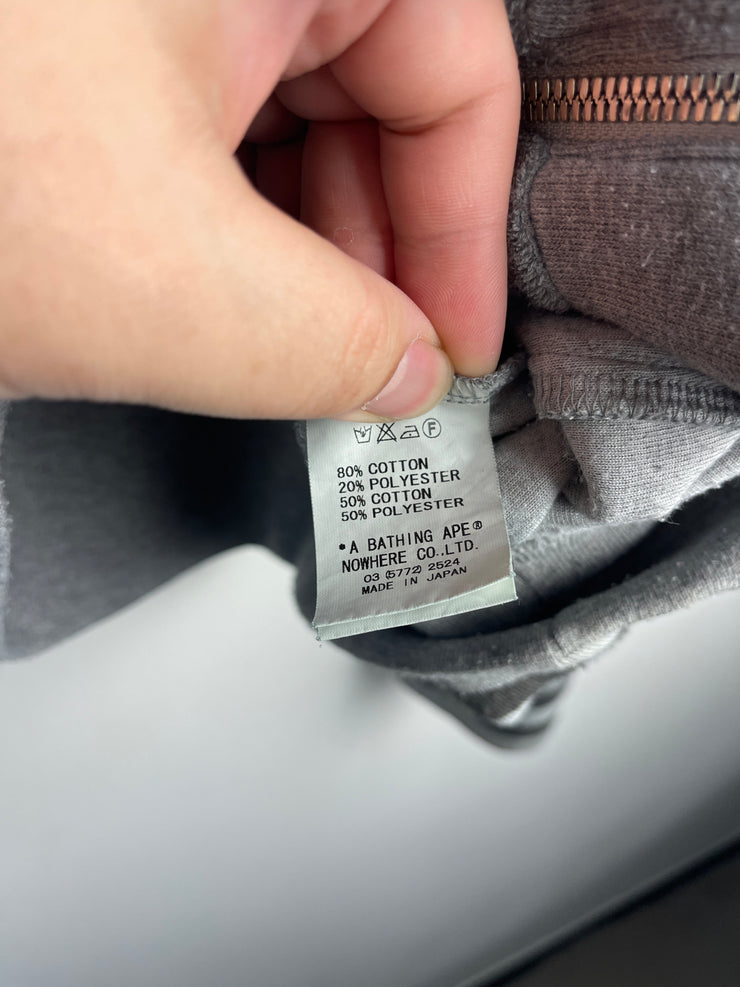 F
80% COTTON
20% POLYESTER
50% COTTON
50% POLYESTER
*A BATHING APE®
NOWHERE CO.,LTD.
03 (5772) 2524
MADE IN JAPAN